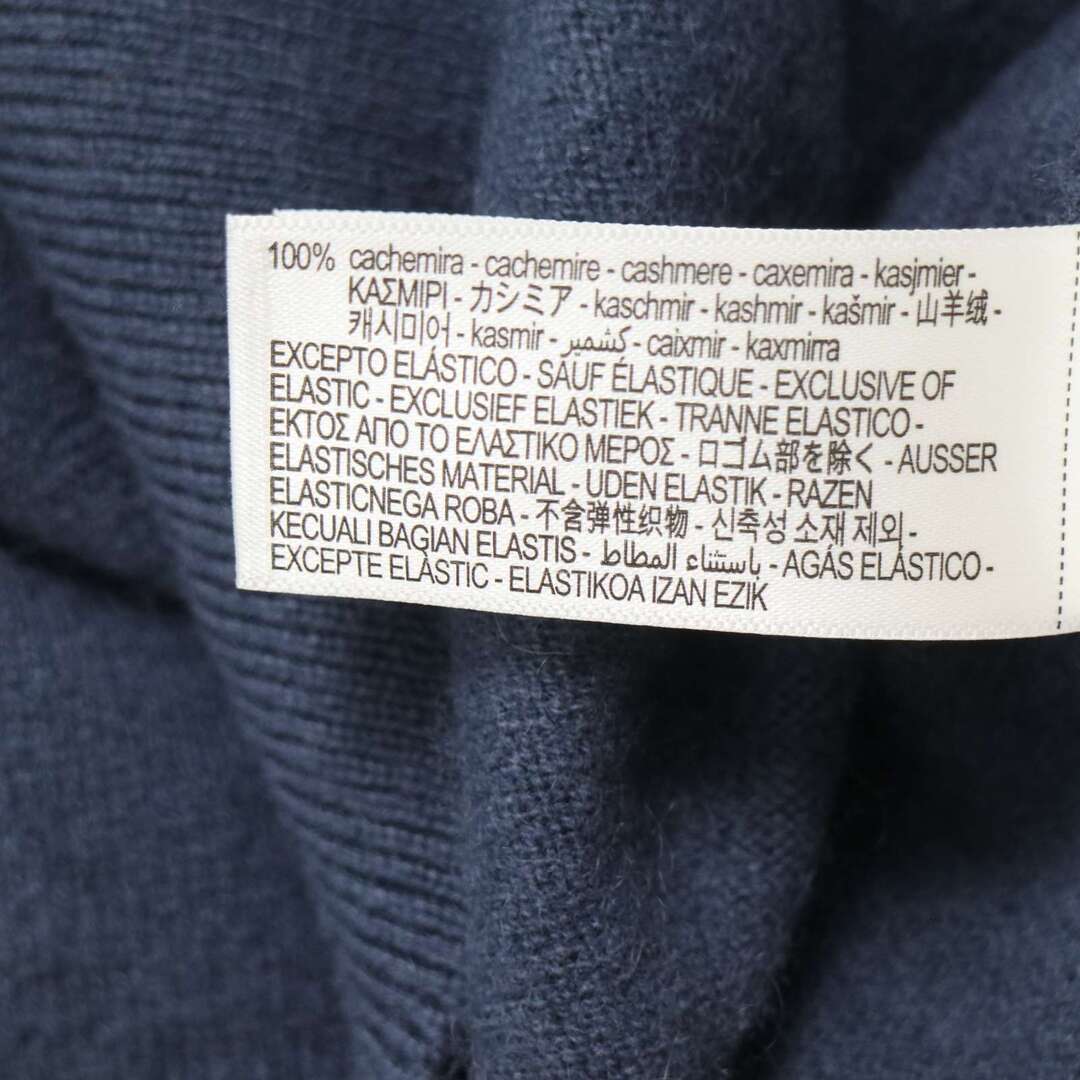 100% cachemira - cachemire - cashmere - caxemira - kasjmier -
ΚΑΣΜΙΡΙ - カシミア - kaschmir - kashmir - kašmir - 山羊绒 -
캐시미어 - kasmir - كشمير - caixmir - kaxmirra
EXCEPTO ELÁSTICO - SAUF ÉLASTIQUE - EXCLUSIVE OF
ELASTIC - EXCLUSIEF ELASTIEK - TRANNE ELASTICO -
ΕΚΤΟΣ ΑΠΟ ΤΟ ΕΛΑΣΤΙΚΟ ΜΕΡΟΣ - ロゴム部を除く - AUSSER
ELASTISCHES MATERIAL - UDEN ELASTIK - RAZEN
ELASTICNEGA ROBA - 不含弹性织物 - 신축성 소재 제외 -
KECUALI BAGIAN ELASTIS - باستثناء المطاط - AGÁS ELÁSTICO -
EXCEPTE ELÀSTIC - ELASTIKOA IZAN EZIK